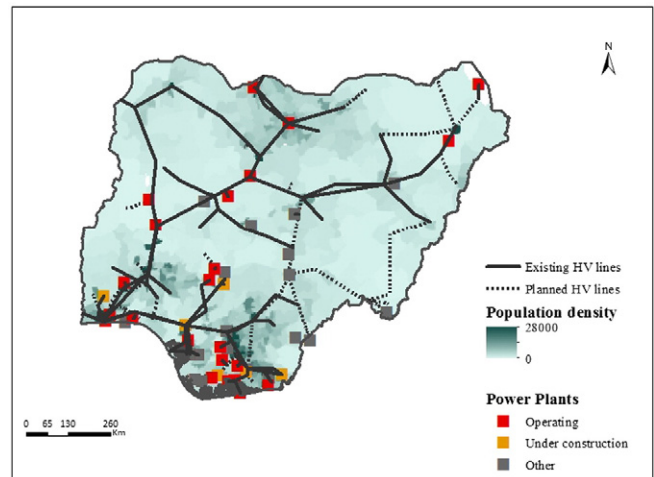 N
Existing HV lines
Planned HV lines
Population density
28000
0
Power Plants
Operating
Under construction
Other
0 65 130 260
Km